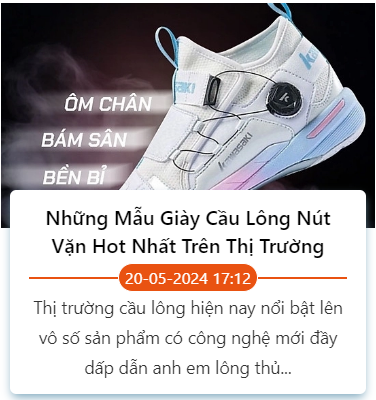 kawasaki
ÔM CHÂN
BÁM SÂN
kawasaki
BỀN BỈ
Những Mẫu Giày Cầu Lông Nút
Vặn Hot Nhất Trên Thị Trường
20-05-2024 17:12
Thị trường cầu lông hiện nay nổi bật lên
vô số sản phẩm có công nghệ mới đầy
dấp dẫn anh em lông thủ...